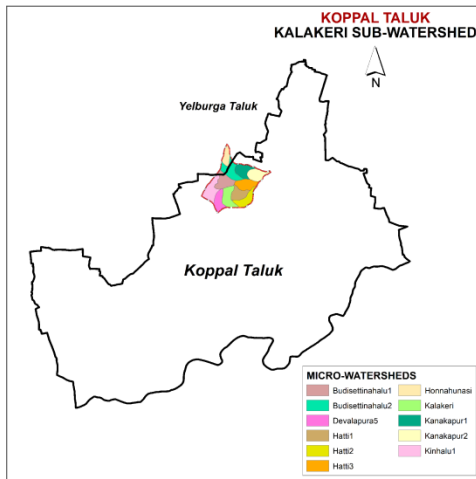 KOPPAL TALUK
KALAKERI SUB-WATERSHED
N
Yelburga Taluk
Koppal Taluk
MICRO-WATERSHEDS
Budisettinahalu1
Budisettinahalu2
Devalapura5
Hatti1
Hatti2
Hatti3
Honnahunasi
Kalakeri
Kanakapur1
Kanakapur2
Kinhalu1